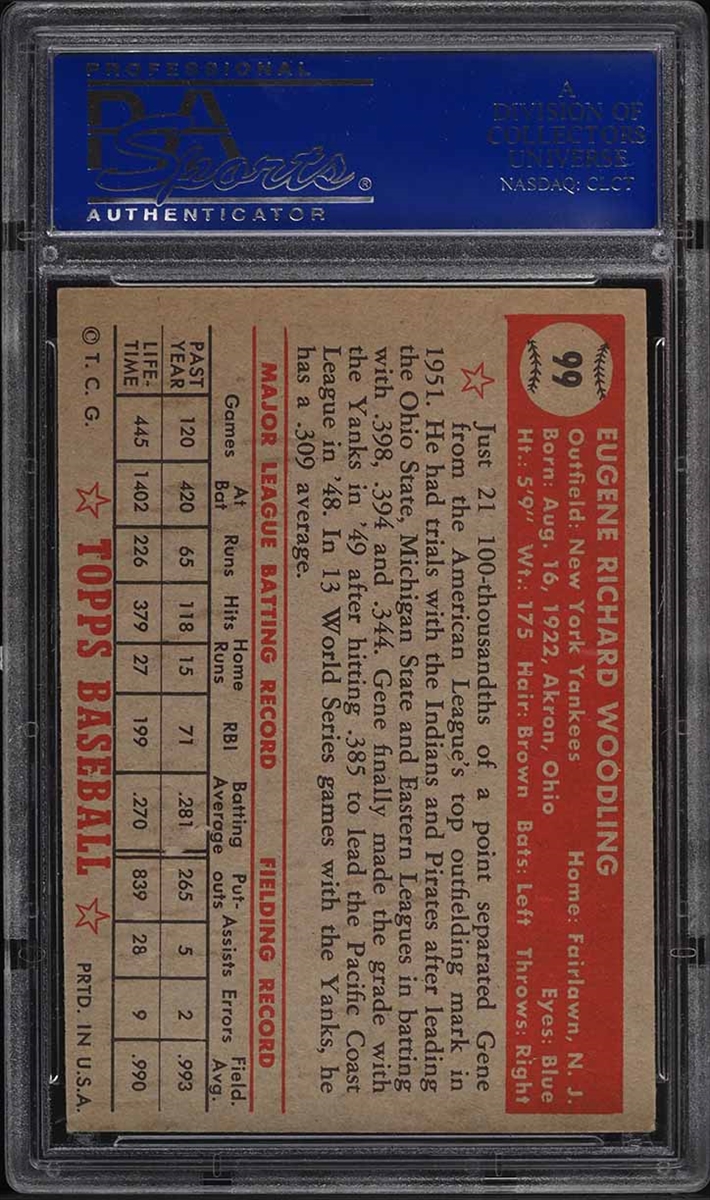 PROFESSIONAL
PSA
Sports®
AUTHENTICATOR
A
DIVISION OF
COLLECTORS
UNIVERSE
NASDAQ: CLCT
99
EUGENE RICHARD WOODLING
Outfield: New York Yankees Home: Fairlawn, N. J.
Born: Aug. 16, 1922, Akron, Ohio Eyes: Blue
Ht.: 5'9" Wt.: 175 Hair: Brown Bats: Left Throws: Right
Just 21 100-thousandths of a point separated Gene
from the American League's top outfielding mark in
1951. He had trials with the Indians and Pirates after leading
the Ohio State, Michigan State and Eastern Leagues in batting
with .398, .394 and .344. Gene finally made the grade with
the Yanks in '49 after hitting .385 to lead the Pacific Coast
League in '48. In 13 World Series games with the Yanks, he
has a .309 average.
MAJOR LEAGUE BATTING RECORD FIELDING RECORD
Games At Bat Runs Hits Home Runs RBI Batting Average Put-outs Assists Errors Field. Avg.
PAST YEAR 120 420 65 118 15 71 .281 265 5 2 .993
LIFE-TIME 445 1402 226 379 27 199 .270 839 28 9 .990
© T. C. G. TOPPS BASEBALL PRTD. IN U.S.A.